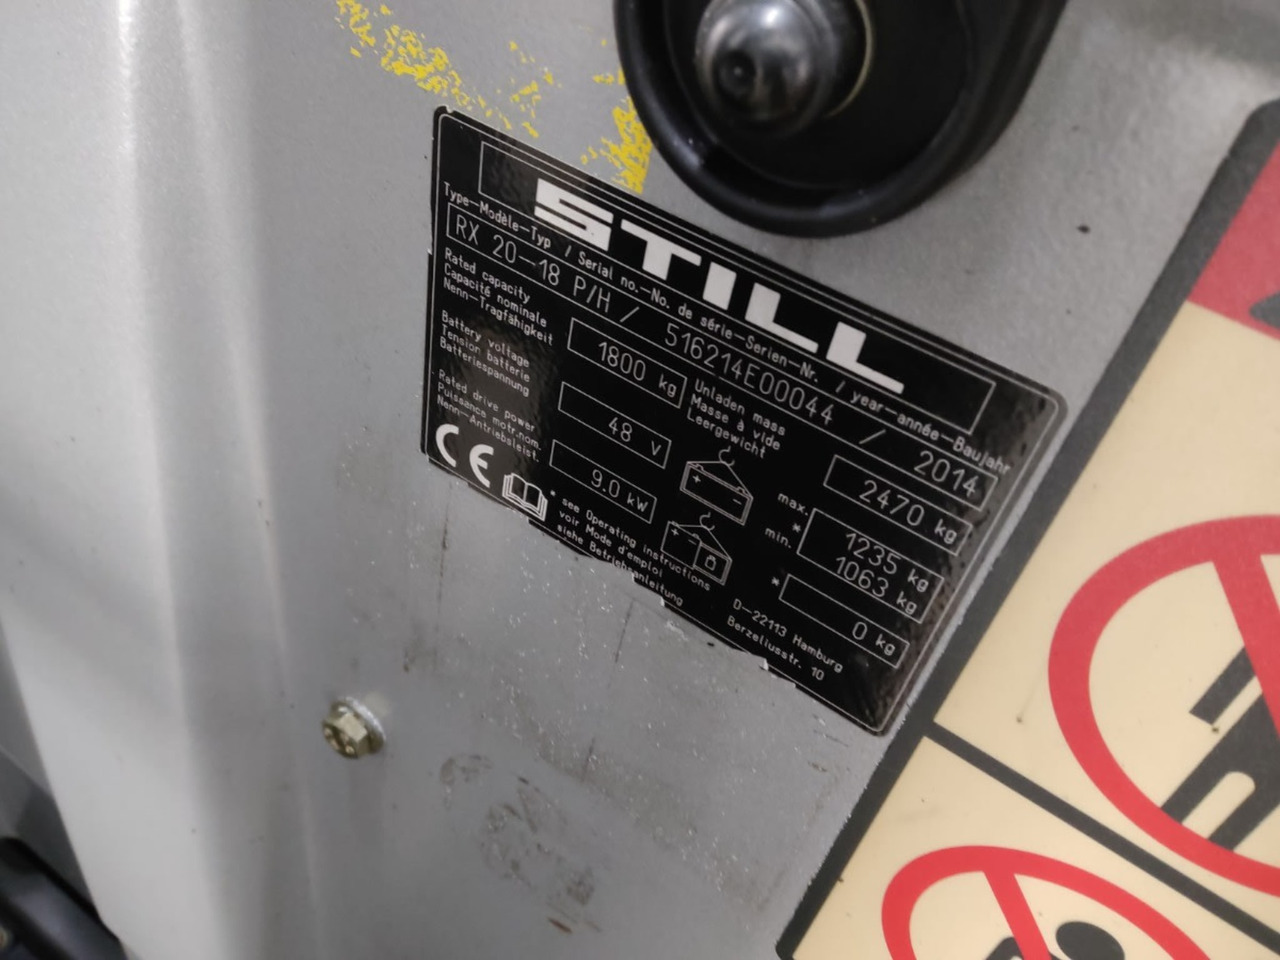 STILL
Type-Modèle-Typ / Serial no.-No. de série-Serien-Nr. / year-année-Baujahr
RX 20-18 P/H / 516214E00044 / 2014
Rated capacity
Capacité nominale
Nenn-Tragfähigkeit
1800 kg
Unladen mass
Masse à vide
Leergewicht
2470 kg
Battery voltage
Tension batterie
Batteriespannung
48 V
max.
* 1235 kg
min. 1063 kg
Rated drive power
Puissance motr.nom.
Nenn-Antriebsleist.
9.0 kW
* 0 kg
CE
* see Operating instructions
voir Mode d'emploi
siehe Betriebsanleitung
D-22113 Hamburg
Berzeliusstr. 10